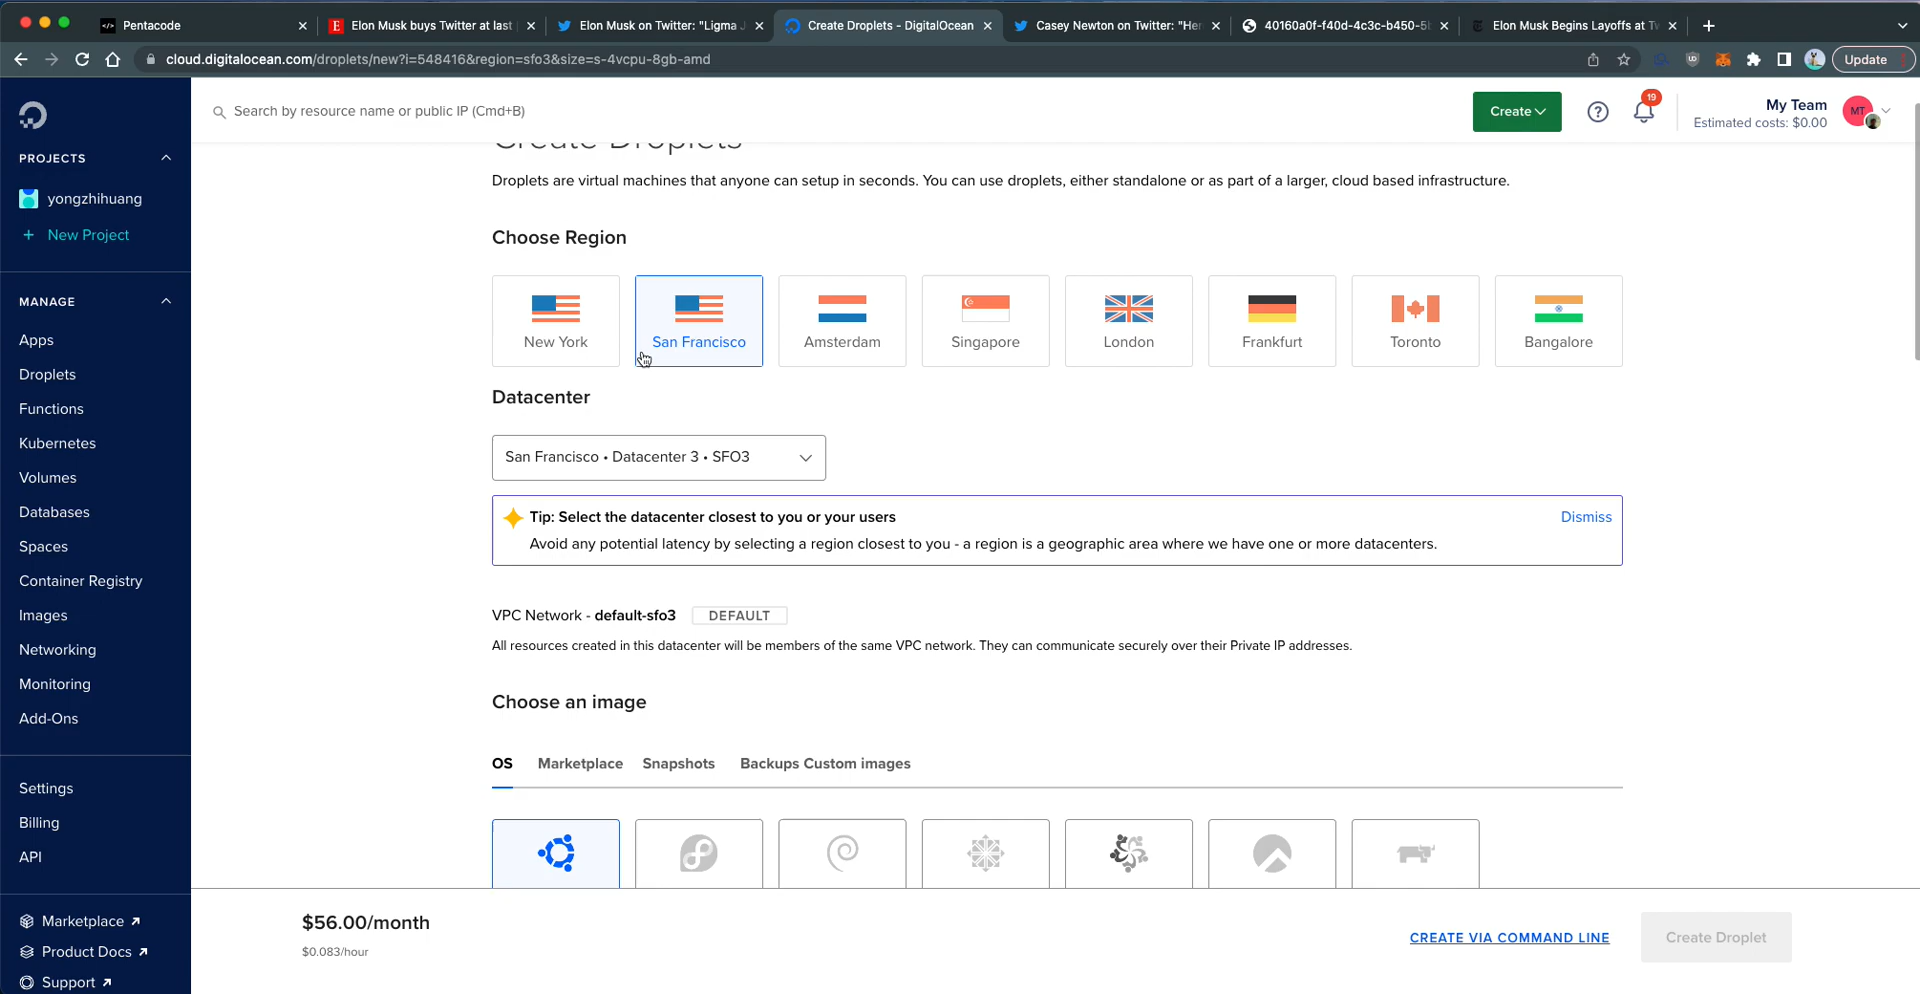 Pentacode
Elon Musk buys Twitter at last
Elon Musk on Twitter: "Ligma J
Create Droplets - DigitalOcean
Casey Newton on Twitter: "Her
40160a0f-f40d-4c3c-b450-5
Elon Musk Begins Layoffs at Tw
cloud.digitalocean.com/droplets/new?i=548416&region=sfo3&size=s-4vcpu-8gb-amd
Update
Search by resource name or public IP (Cmd+B)
Create
19
My Team
Estimated costs: $0.00
MT
PROJECTS
yongzhihuang
+ New Project
MANAGE
Apps
Droplets
Functions
Kubernetes
Volumes
Databases
Spaces
Container Registry
Images
Networking
Monitoring
Add-Ons
Settings
Billing
API
Marketplace
Product Docs
Support
Create Droplets
Droplets are virtual machines that anyone can setup in seconds. You can use droplets, either standalone or as part of a larger, cloud based infrastructure.
Choose Region
New York
San Francisco
Amsterdam
Singapore
London
Frankfurt
Toronto
Bangalore
Datacenter
San Francisco • Datacenter 3 • SFO3
Tip: Select the datacenter closest to you or your users
Dismiss
Avoid any potential latency by selecting a region closest to you - a region is a geographic area where we have one or more datacenters.
VPC Network - default-sfo3 DEFAULT
All resources created in this datacenter will be members of the same VPC network. They can communicate securely over their Private IP addresses.
Choose an image
OS Marketplace Snapshots Backups Custom images
$56.00/month
$0.083/hour
CREATE VIA COMMAND LINE
Create Droplet